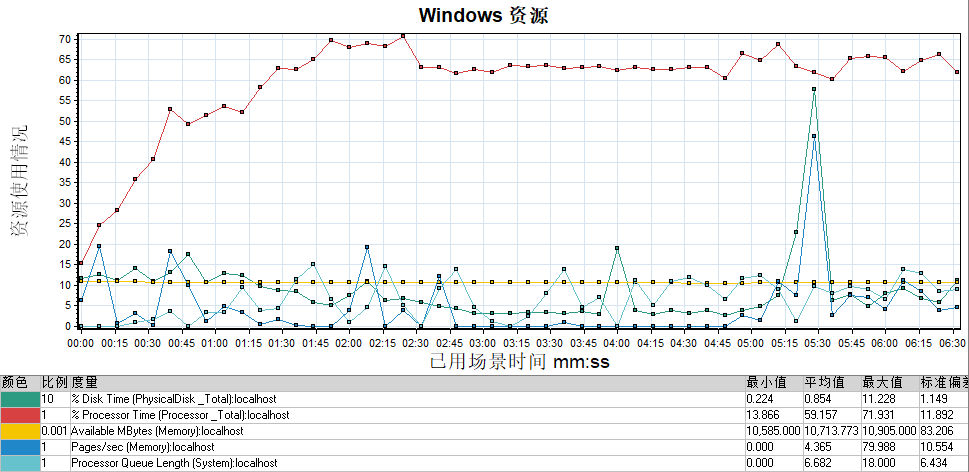 Windows 资源
70
65
60
55
50
45
40
35
30
25
20
15
10
5
0
资源使用情况
00:00 00:15 00:30 00:45 01:00 01:15 01:30 01:45 02:00 02:15 02:30 02:45 03:00 03:15 03:30 03:45 04:00 04:15 04:30 04:45 05:00 05:15 05:30 05:45 06:00 06:15 06:30
已用场景时间 mm:ss
颜色 比例 度量 最小值 平均值 最大值 标准偏差
10 % Disk Time (PhysicalDisk _Total):localhost 0.224 0.854 11.228 1.149
1 % Processor Time (Processor _Total):localhost 13.866 59.157 71.931 11.892
0.001 Available MBytes (Memory):localhost 10,585.000 10,713.773 10,905.000 83.206
1 Pages/sec (Memory):localhost 0.000 4.365 79.988 10.554
1 Processor Queue Length (System):localhost 0.000 6.682 18.000 6.434